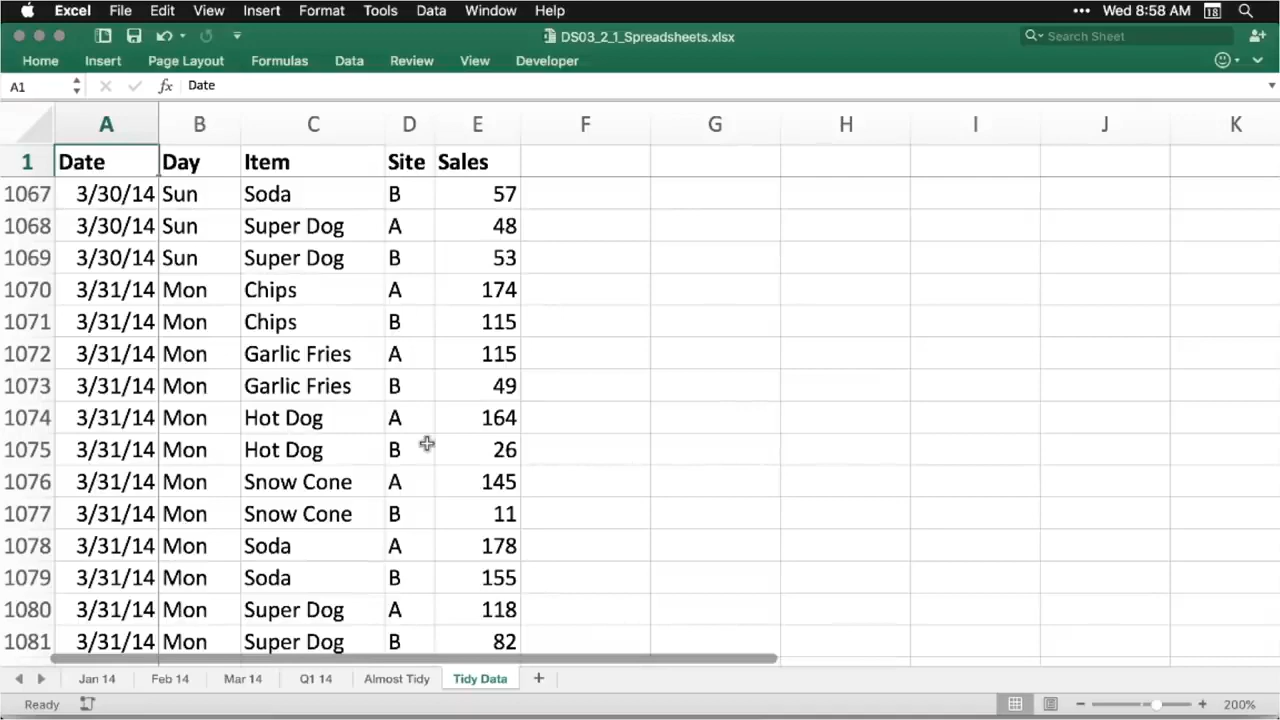 Excel File Edit View Insert Format Tools Data Window Help ••• Wed 8:58 AM 18
DS03_2_1_Spreadsheets.xlsx Search Sheet
Home Insert Page Layout Formulas Data Review View Developer
A1 fx Date
A B C D E F G H I J K
1 Date Day Item Site Sales
1067 3/30/14 Sun Soda B 57
1068 3/30/14 Sun Super Dog A 48
1069 3/30/14 Sun Super Dog B 53
1070 3/31/14 Mon Chips A 174
1071 3/31/14 Mon Chips B 115
1072 3/31/14 Mon Garlic Fries A 115
1073 3/31/14 Mon Garlic Fries B 49
1074 3/31/14 Mon Hot Dog A 164
1075 3/31/14 Mon Hot Dog B 26
1076 3/31/14 Mon Snow Cone A 145
1077 3/31/14 Mon Snow Cone B 11
1078 3/31/14 Mon Soda A 178
1079 3/31/14 Mon Soda B 155
1080 3/31/14 Mon Super Dog A 118
1081 3/31/14 Mon Super Dog B 82
Jan 14 Feb 14 Mar 14 Q1 14 Almost Tidy Tidy Data +
Ready 200%